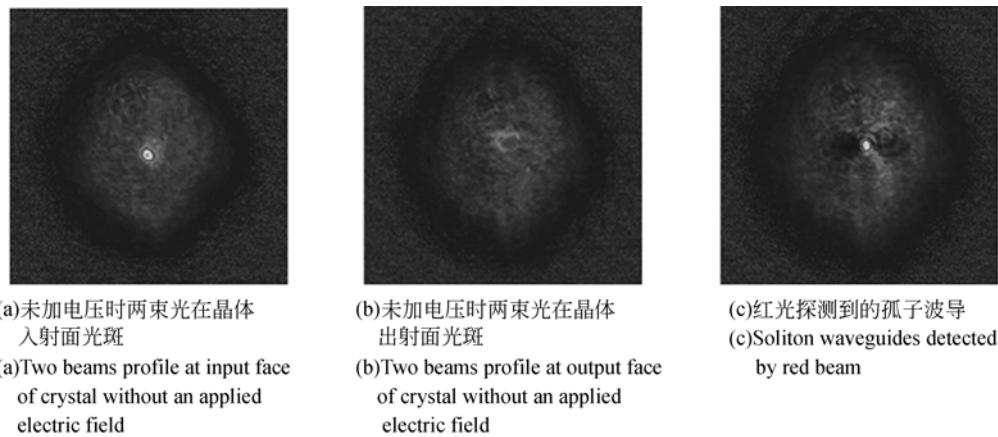 (a)未加电压时两束光在晶体
入射面光斑
(a)Two beams profile at input face
of crystal without an applied
electric field
(b)未加电压时两束光在晶体
出射面光斑
(b)Two beams profile at output face
of crystal without an applied
electric field
(c)红光探测到的孤子波导
(c)Soliton waveguides detected
by red beam